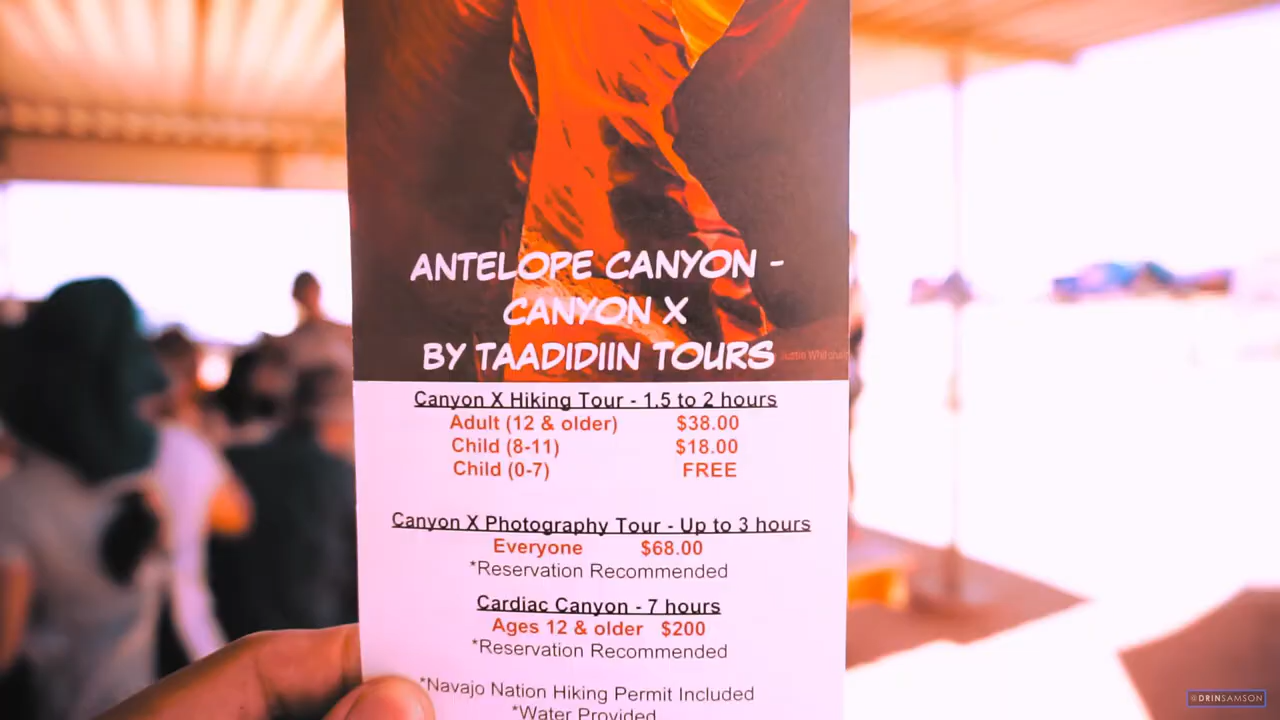 ANTELOPE CANYON -
CANYON X
BY TAADIDIIN TOURS
Justin
Canyon X Hiking Tour - 1.5 to 2 hours
Adult (12 & older) $38.00
Child (8-11) $18.00
Child (0-7) FREE
Canyon X Photography Tour - Up to 3 hours
Everyone $68.00
*Reservation Recommended
Cardiac Canyon - 7 hours
Ages 12 & older $200
*Reservation Recommended
*Navajo Nation Hiking Permit Included
*Water Provided
@DRINSAMSON